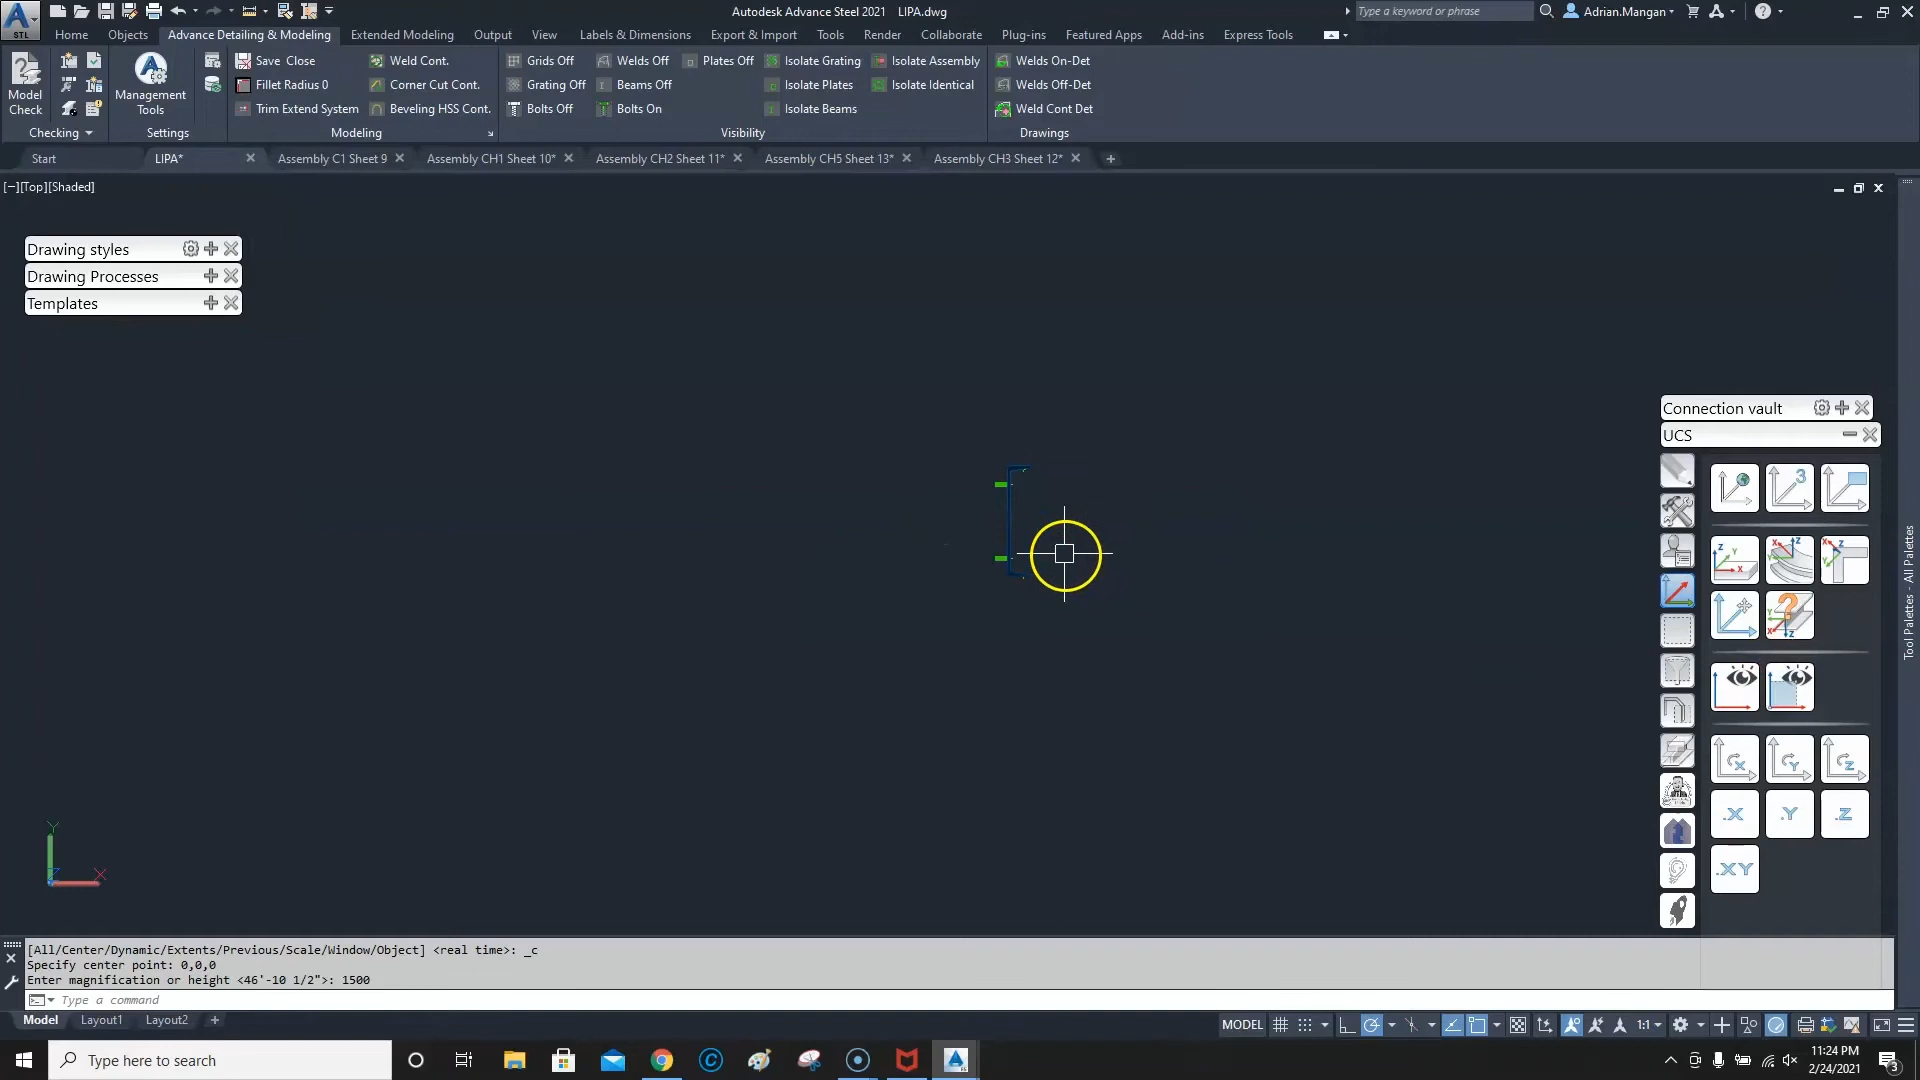 Autodesk Advance Steel 2021 LIPA.dwg
Type a keyword or phrase
Adrian.Mangan
STL
Home Objects Advance Detailing & Modeling Extended Modeling Output View Labels & Dimensions Export & Import Tools Render Collaborate Plug-ins Featured Apps Add-ins Express Tools
Model Check
Management Tools
Save Close Weld Cont. Grids Off Welds Off Plates Off Isolate Grating Isolate Assembly Welds On-Det
Fillet Radius 0 Corner Cut Cont. Grating Off Beams Off Isolate Plates Isolate Identical Welds Off-Det
Trim Extend System Beveling HSS Cont. Bolts Off Bolts On Isolate Beams Weld Cont Det
Checking Settings Modeling Visibility Drawings
Start LIPA* Assembly C1 Sheet 9 Assembly CH1 Sheet 10* Assembly CH2 Sheet 11* Assembly CH5 Sheet 13* Assembly CH3 Sheet 12*
[−][Top][Shaded]
Drawing styles
Drawing Processes
Templates
Connection vault
UCS
3
.X .Y .Z
.XY
Tool Palettes - All Palettes
Y
X
[All/Center/Dynamic/Extents/Previous/Scale/Window/Object] <real time>: _c
Specify center point: 0,0,0
Enter magnification or height <46'-10 1/2">: 1500
Type a command
Model Layout1 Layout2 +
MODEL
1:1
Type here to search
11:24 PM
2/24/2021
3